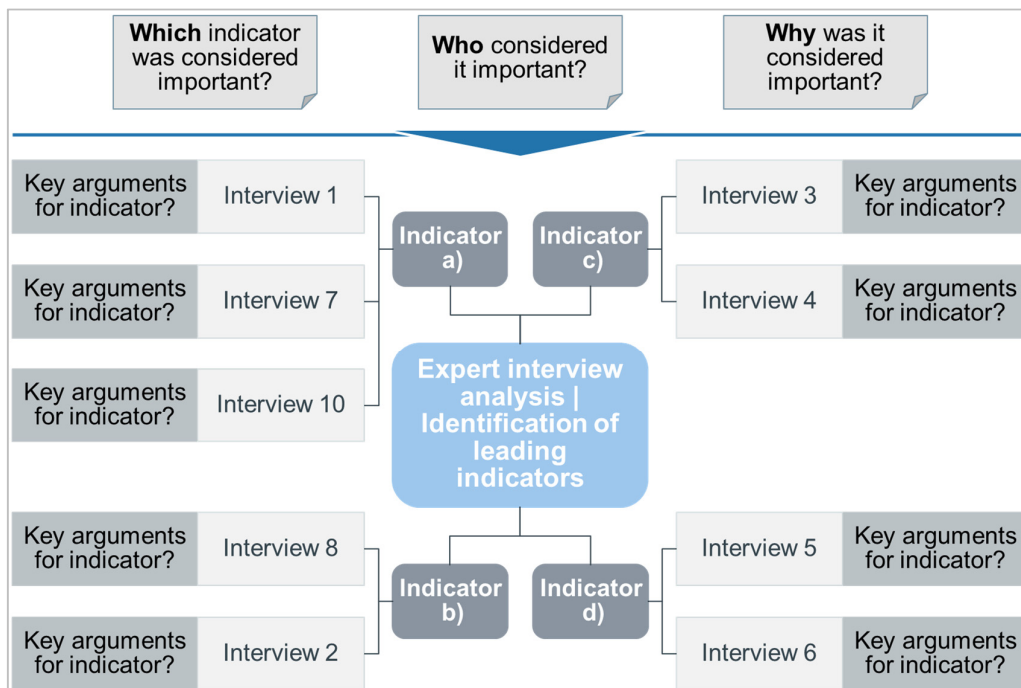 Which indicator
was considered
important?
Who considered
it important?
Why was it
considered
important?
Key arguments
for indicator?
Interview 1
Indicator
a)
Indicator
c)
Interview 3
Key arguments
for indicator?
Key arguments
for indicator?
Interview 7
Interview 4
Key arguments
for indicator?
Key arguments
for indicator?
Interview 10
Expert interview
analysis |
Identification of
leading
indicators
Key arguments
for indicator?
Interview 8
Interview 5
Key arguments
for indicator?
Indicator
b)
Indicator
d)
Key arguments
for indicator?
Interview 2
Interview 6
Key arguments
for indicator?